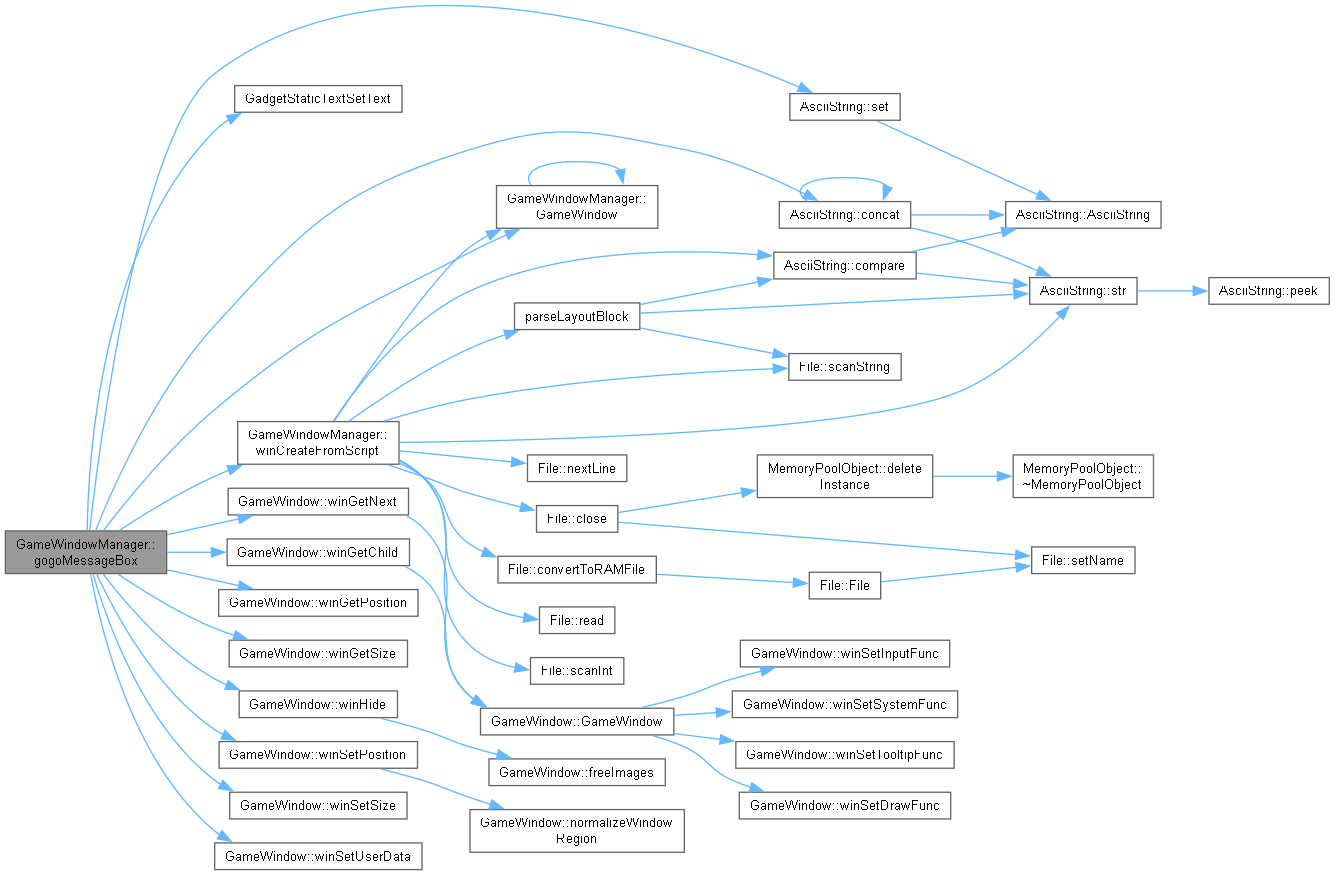 GameWindowManager::
gogoMessageBox
GadgetStaticTextSetText
AsciiString::set
GameWindowManager::
GameWindow
AsciiString::concat
AsciiString::AsciiString
AsciiString::compare
AsciiString::str
AsciiString::peek
parseLayoutBlock
File::scanString
GameWindowManager::
winCreateFromScript
File::nextLine
MemoryPoolObject::delete
Instance
MemoryPoolObject::
~MemoryPoolObject
GameWindow::winGetNext
File::close
GameWindow::winGetChild
File::convertToRAMFile
File::File
File::setName
GameWindow::winGetPosition
File::read
GameWindow::winGetSize
File::scanInt
GameWindow::winSetInputFunc
GameWindow::winHide
GameWindow::GameWindow
GameWindow::winSetSystemFunc
GameWindow::winSetPosition
GameWindow::freeImages
GameWindow::winSetTooltipFunc
GameWindow::winSetSize
GameWindow::normalizeWindow
Region
GameWindow::winSetDrawFunc
GameWindow::winSetUserData